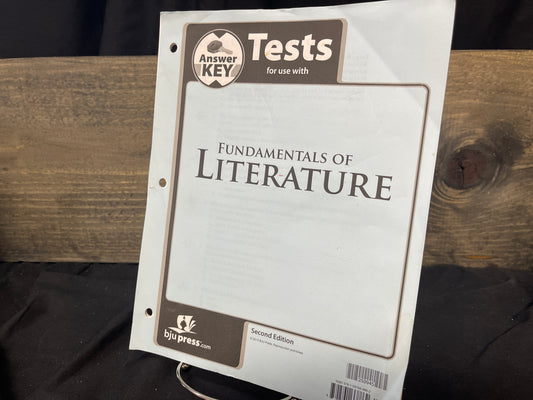 Answer
KEY
Tests
for use with
FUNDAMENTALS OF
LITERATURE
bju press.com
Second Edition